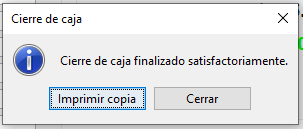 Cierre de caja
Cierre de caja finalizado satisfactoriamente.
Imprimir copia
Cerrar